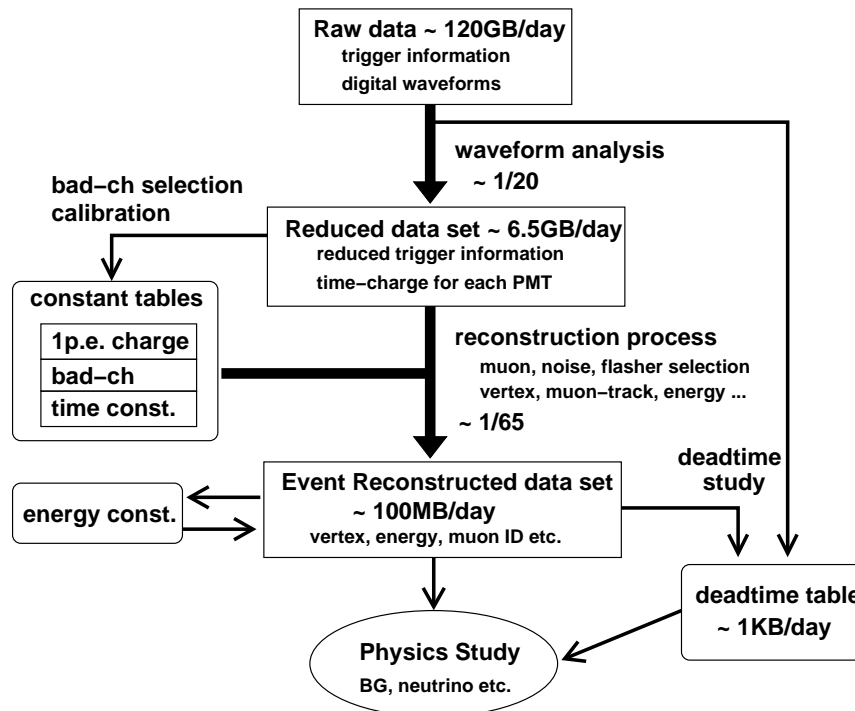 Raw data ~ 120GB/day
trigger information
digital waveforms
waveform analysis
~ 1/20
bad−ch selection
calibration
Reduced data set ~ 6.5GB/day
reduced trigger information
time−charge for each PMT
constant tables
1p.e. charge
bad−ch
time const.
reconstruction process
muon, noise, flasher selection
vertex, muon−track, energy ...
~ 1/65
deadtime
study
Event Reconstructed data set
~ 100MB/day
vertex, energy, muon ID etc.
energy const.
deadtime table
~ 1KB/day
Physics Study
BG, neutrino etc.